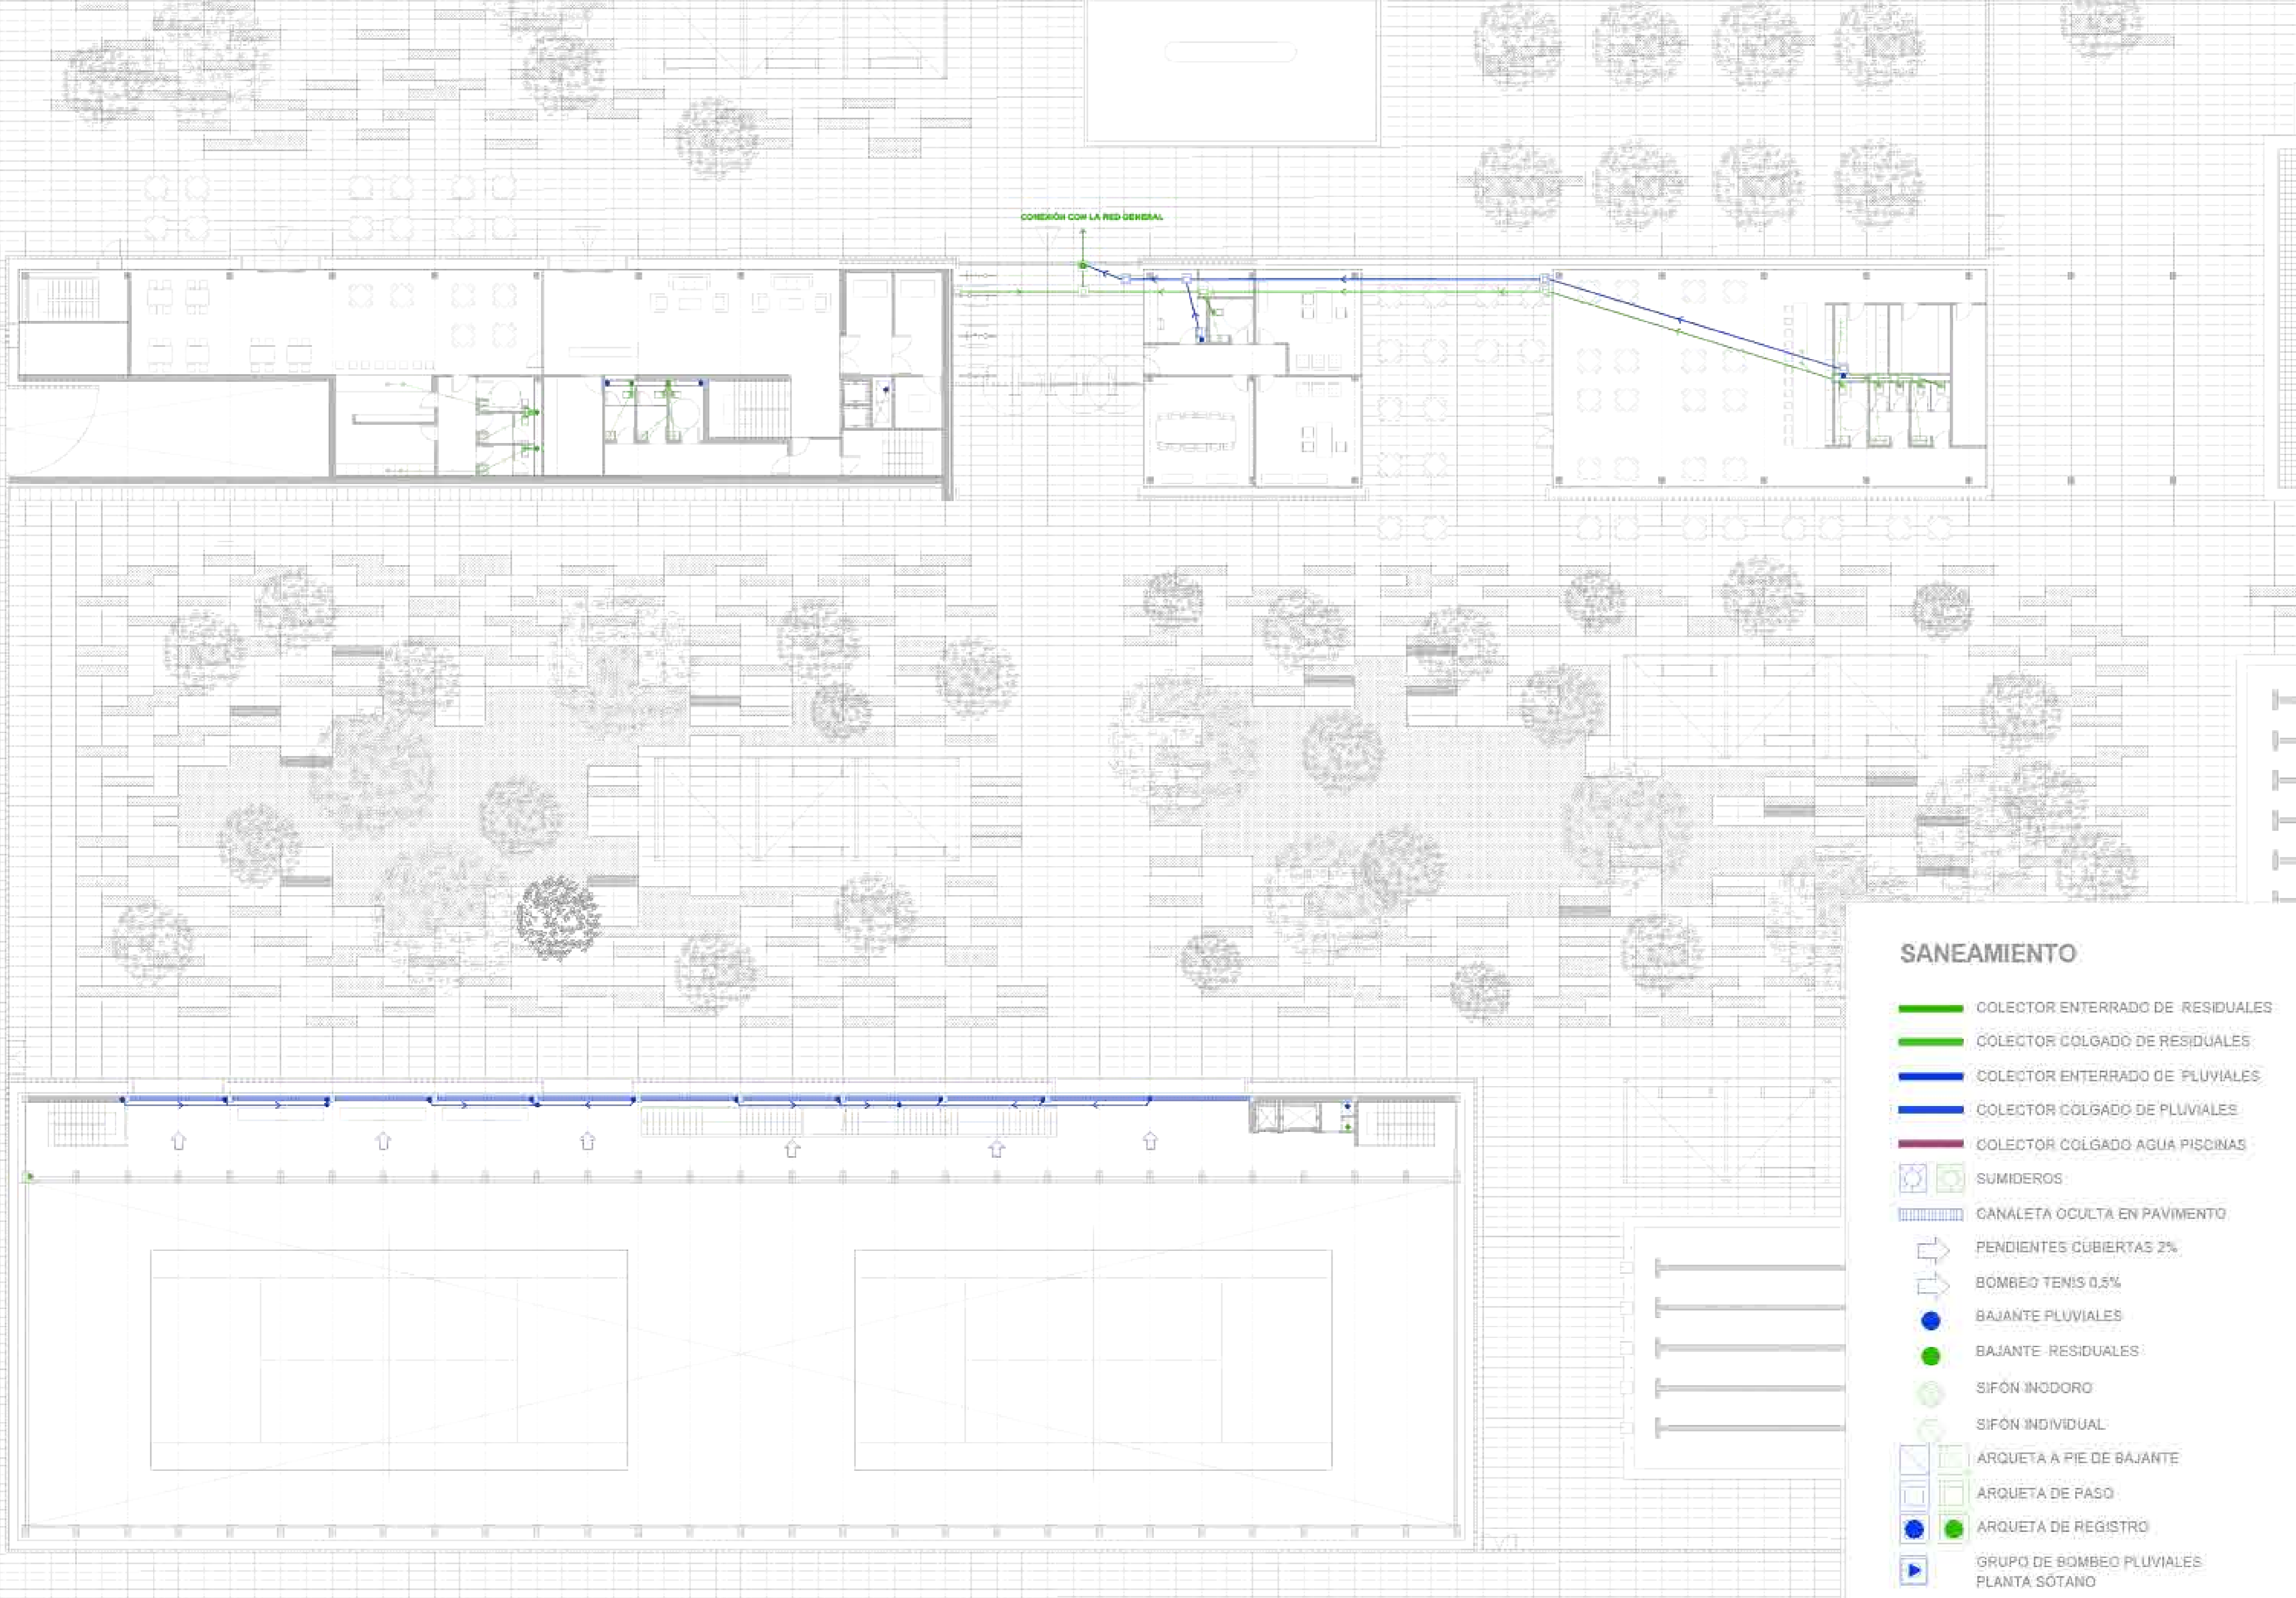 CONEXIÓN CON LA RED GENERAL
SANEAMIENTO
COLECTOR ENTERRADO DE RESIDUALES
COLECTOR COLGADO DE RESIDUALES
COLECTOR ENTERRADO DE PLUVIALES
COLECTOR COLGADO DE PLUVIALES
COLECTOR COLGADO AGUA PISCINAS
SUMIDEROS
CANALETA OCULTA EN PAVIMENTO
PENDIENTES CUBIERTAS 2%
BOMBEO TENIS 0,5%
BAJANTE PLUVIALES
BAJANTE RESIDUALES
SIFÓN INODORO
SIFÓN INDIVIDUAL
ARQUETA A PIE DE BAJANTE
ARQUETA DE PASO
ARQUETA DE REGISTRO
GRUPO DE BOMBEO PLUVIALES
PLANTA SÓTANO